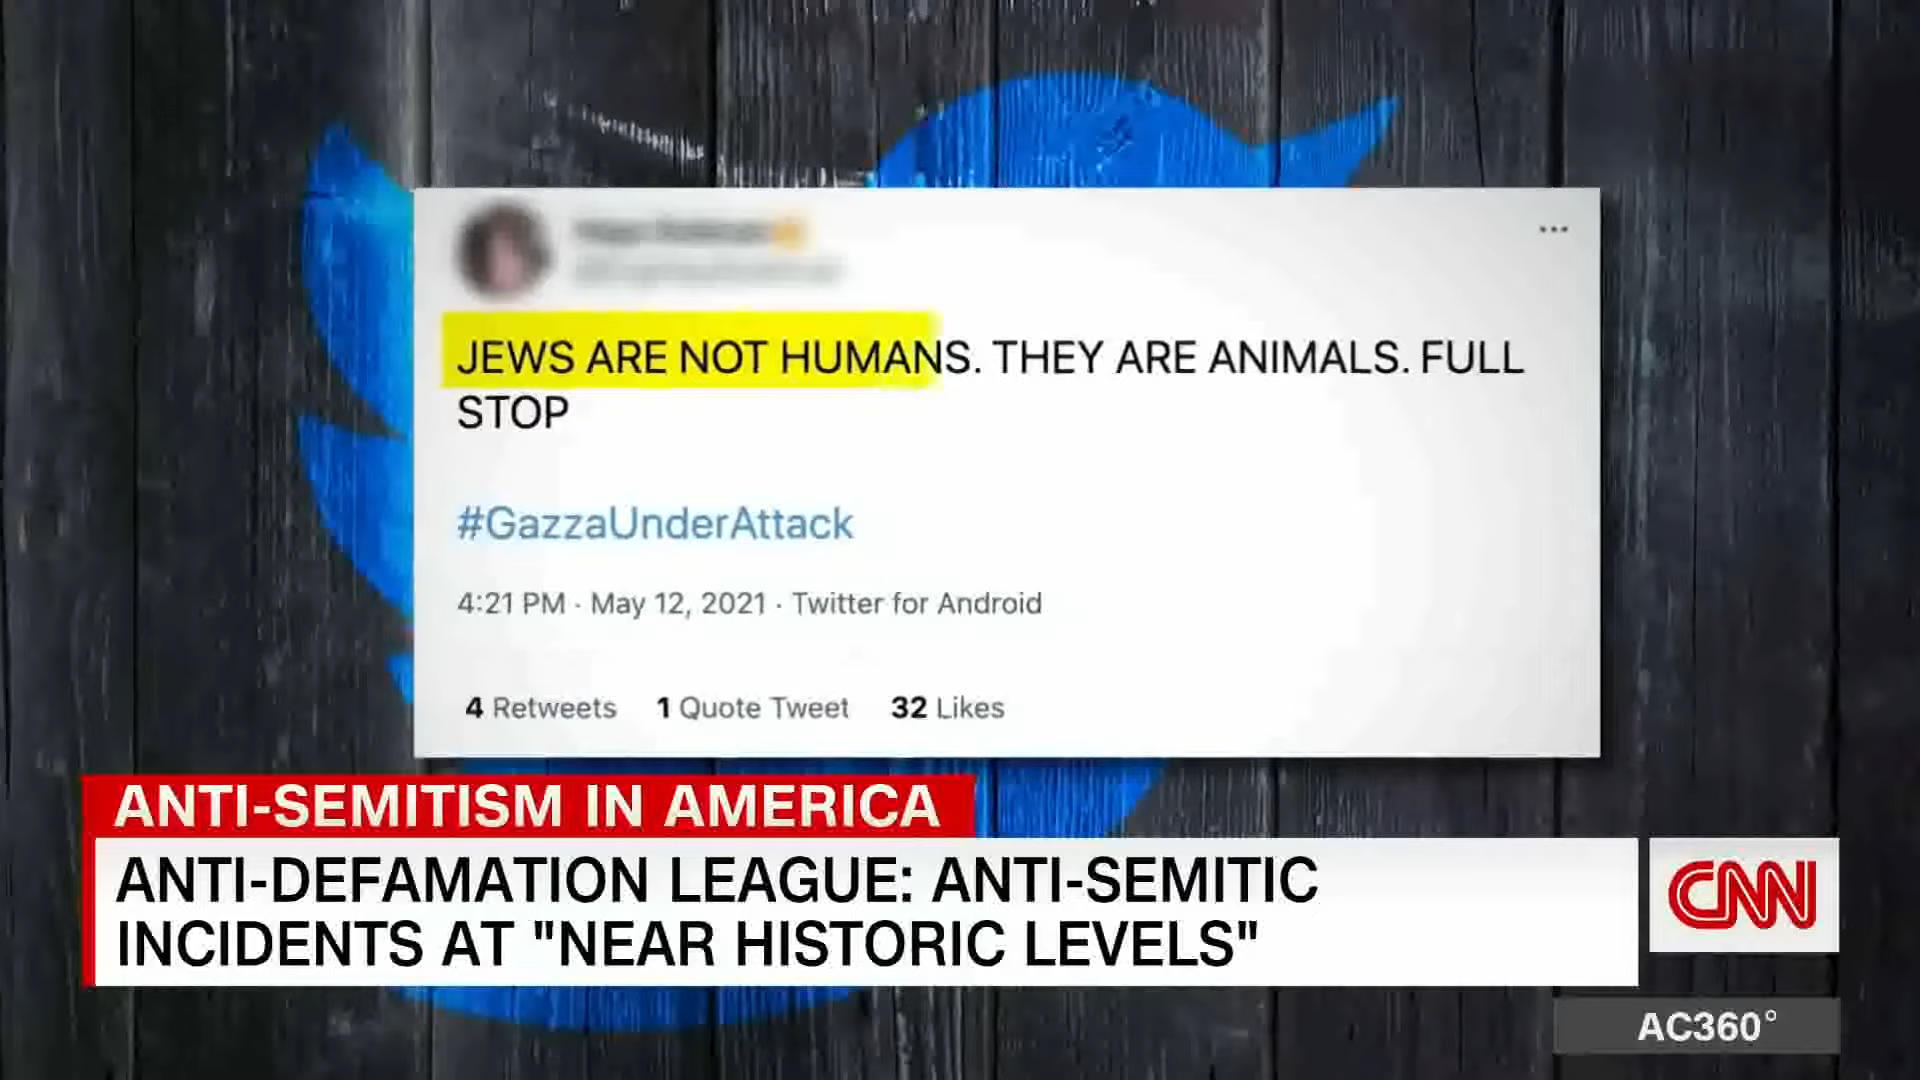 ...
JEWS ARE NOT HUMANS. THEY ARE ANIMALS. FULL
STOP
#GazzaUnderAttack
4:21 PM · May 12, 2021 · Twitter for Android
4 Retweets 1 Quote Tweet 32 Likes
ANTI-SEMITISM IN AMERICA
ANTI-DEFAMATION LEAGUE: ANTI-SEMITIC
INCIDENTS AT "NEAR HISTORIC LEVELS"
CNN
AC360°